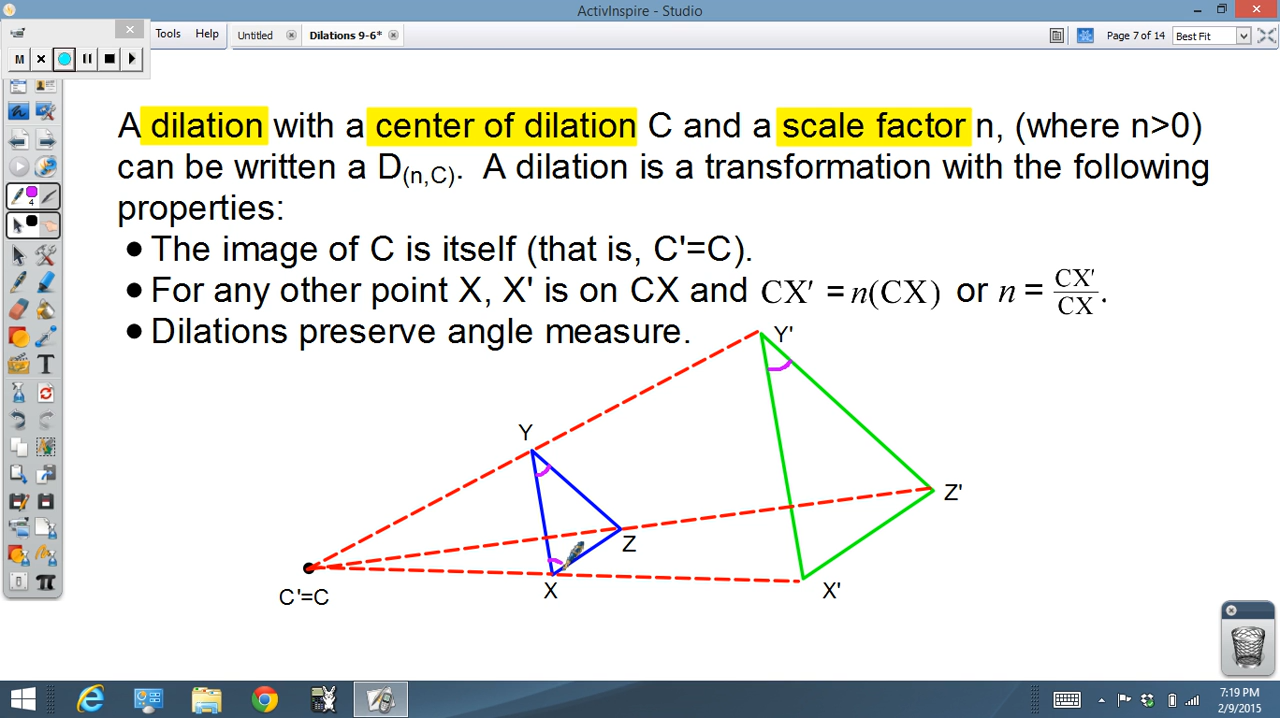 ActivInspire - Studio
Tools Help Untitled Dilations 9-6* Page 7 of 14 Best Fit
M
4
T
π
A dilation with a center of dilation C and a scale factor n, (where n>0)
can be written a D(n,C). A dilation is a transformation with the following
properties:
● The image of C is itself (that is, C'=C).
● For any other point X, X' is on CX and CX' = n(CX) or n = CX'/CX.
● Dilations preserve angle measure.
Y'
Y
Z'
Z
C'=C
X
X'
7:19 PM
2/9/2015